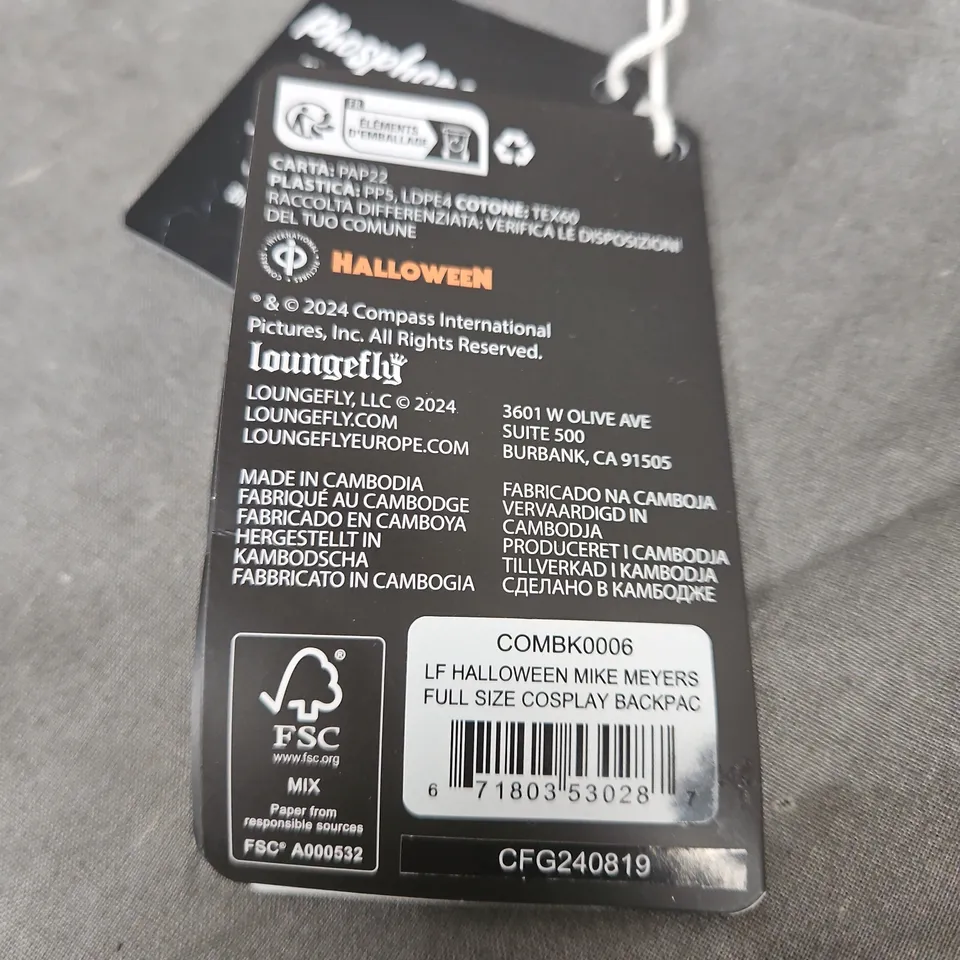 Phosphor
FR
ÉLÉMENTS
D'EMBALLAGE
CARTA: PAP22
PLASTICA: PP5, LDPE4 COTONE: TEX60
RACCOLTA DIFFERENZIATA: VERIFICA LE DISPOSIZIONI
DEL TUO COMUNE
COMPASS • INTERNATIONAL • PICTURES
HALLOWEEN
® & © 2024 Compass International
Pictures, Inc. All Rights Reserved.
loungefly
LOUNGEFLY, LLC © 2024
LOUNGEFLY.COM
LOUNGEFLYEUROPE.COM
3601 W OLIVE AVE
SUITE 500
BURBANK, CA 91505
MADE IN CAMBODIA
FABRIQUÉ AU CAMBODGE
FABRICADO EN CAMBOYA
HERGESTELLT IN
KAMBODSCHA
FABBRICATO IN CAMBOGIA
FABRICADO NA CAMBOJA
VERVAARDIGD IN
CAMBODJA
PRODUCERET I CAMBODJA
TILLVERKAD I KAMBODJA
СДЕЛАНО В КАМБОДЖЕ
FSC®
www.fsc.org
MIX
Paper from
responsible sources
FSC® A000532
COMBK0006
LF HALLOWEEN MIKE MEYERS
FULL SIZE COSPLAY BACKPAC
6 71803 53028 7
CFG240819